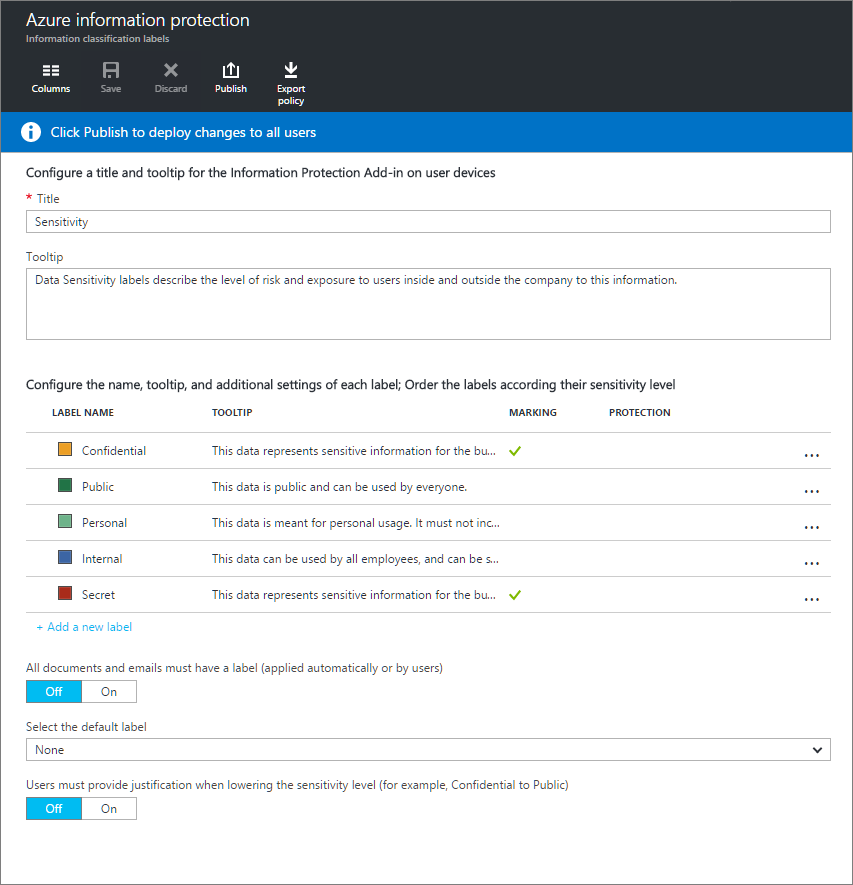 Azure information protection
Information classification labels
Columns Save Discard Publish Export policy
Click Publish to deploy changes to all users
Configure a title and tooltip for the Information Protection Add-in on user devices
* Title
Sensitivity
Tooltip
Data Sensitivity labels describe the level of risk and exposure to users inside and outside the company to this information.
Configure the name, tooltip, and additional settings of each label; Order the labels according their sensitivity level
LABEL NAME TOOLTIP MARKING PROTECTION
Confidential This data represents sensitive information for the bu... ...
Public This data is public and can be used by everyone. ...
Personal This data is meant for personal usage. It must not inc... ...
Internal This data can be used by all employees, and can be s... ...
Secret This data represents sensitive information for the bu... ...
+ Add a new label
All documents and emails must have a label (applied automatically or by users)
Off On
Select the default label
None
Users must provide justification when lowering the sensitivity level (for example, Confidential to Public)
Off On